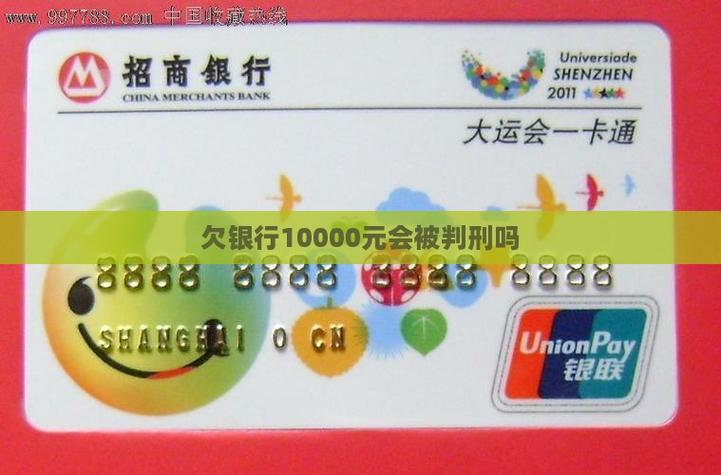 www.997788.com 中国收藏热线
招商銀行
CHINA MERCHANTS BANK
Universiade
SHENZHEN
2011
大运会一卡通
欠银行10000元会被判刑吗
8888 8888 8888 8888
SHANGHAI 0 CN
UnionPay
银联